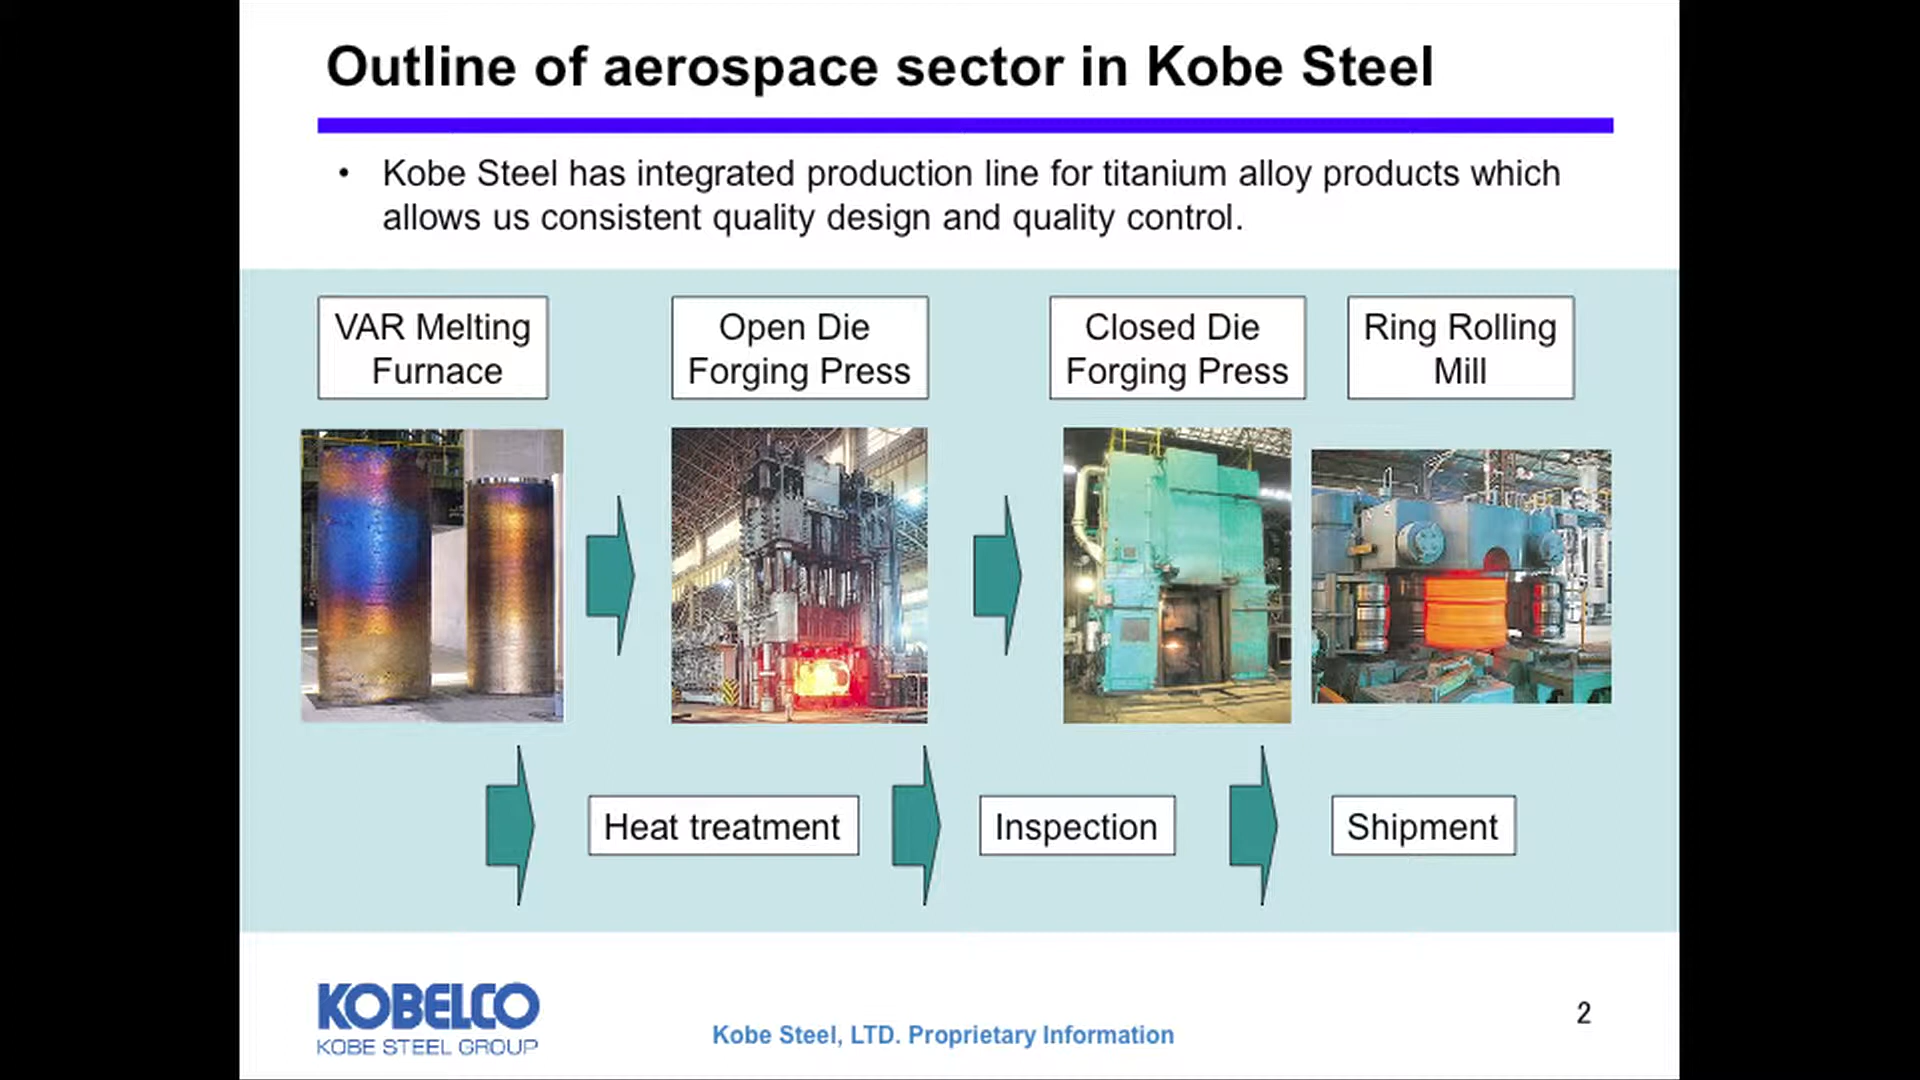 Outline of aerospace sector in Kobe Steel
• Kobe Steel has integrated production line for titanium alloy products which
allows us consistent quality design and quality control.
VAR Melting
Furnace
Open Die
Forging Press
Closed Die
Forging Press
Ring Rolling
Mill
Heat treatment
Inspection
Shipment
KOBELCO
KOBE STEEL GROUP
Kobe Steel, LTD. Proprietary Information
2